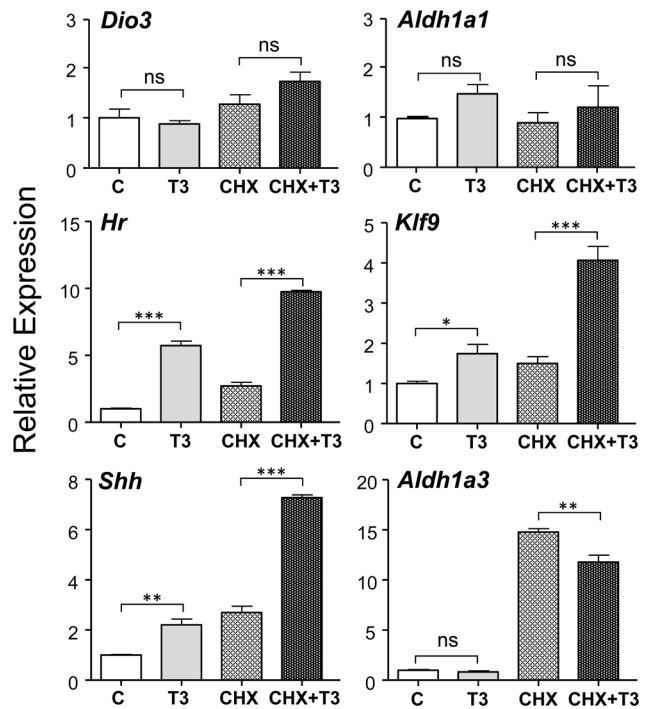 Relative Expression
Dio3
3
2
1
0
ns
ns
C T3 CHX CHX+T3
Aldh1a1
3
2
1
0
ns
ns
C T3 CHX CHX+T3
Hr
15
10
5
0
***
***
C T3 CHX CHX+T3
Klf9
5
4
3
2
1
0
*
***
C T3 CHX CHX+T3
Shh
8
6
4
2
0
**
***
C T3 CHX CHX+T3
Aldh1a3
20
15
10
5
0
ns
**
C T3 CHX CHX+T3